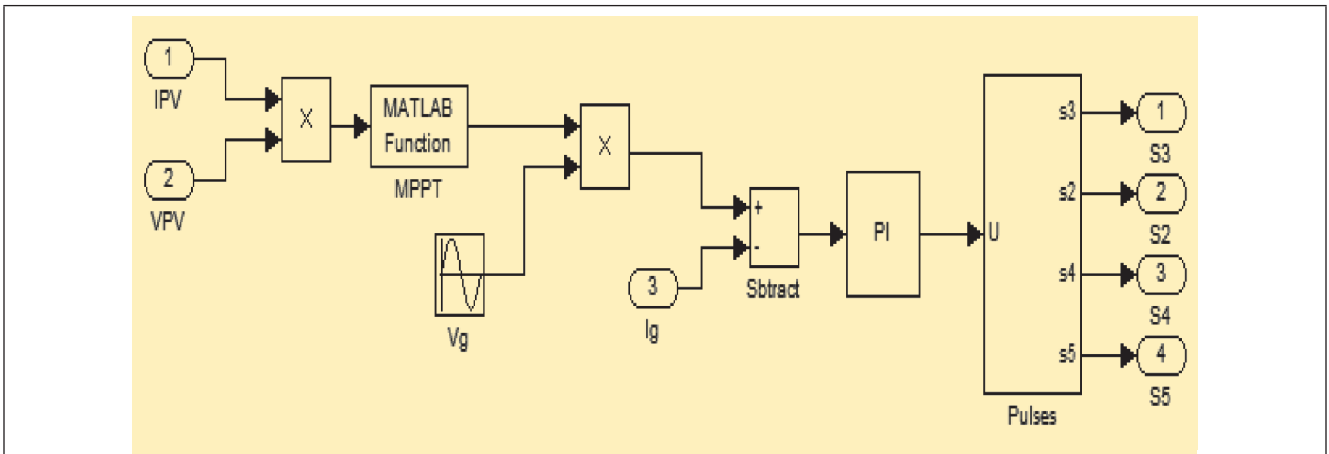 1
IPV
2
VPV
X
MATLAB
Function
MPPT
X
Vg
3
Ig
+
-
Sbtract
PI
U
s3
s2
s4
s5
Pulses
1
S3
2
S2
3
S4
4
S5